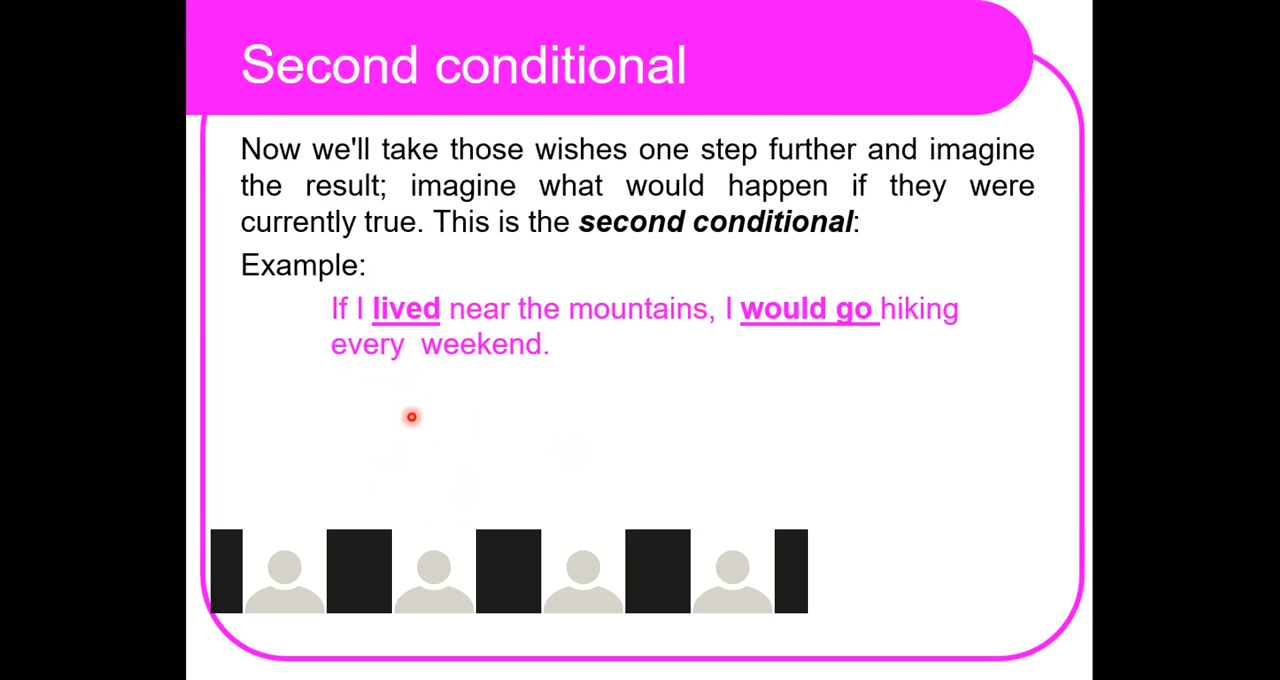 Second conditional
Now we'll take those wishes one step further and imagine
the result; imagine what would happen if they were
currently true. This is the second conditional:
Example:
If I lived near the mountains, I would go hiking
every  weekend.